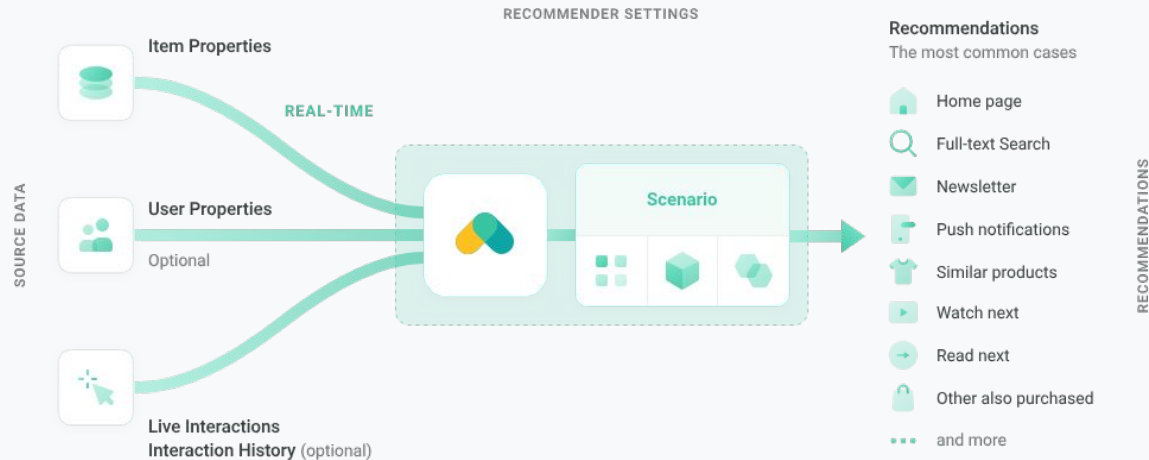 RECOMMENDER SETTINGS
SOURCE DATA
Item Properties
REAL-TIME
User Properties
Optional
Live Interactions
Interaction History (optional)
Scenario
Recommendations
The most common cases
Home page
Full-text Search
Newsletter
Push notifications
Similar products
Watch next
Read next
Other also purchased
and more
RECOMMENDATIONS